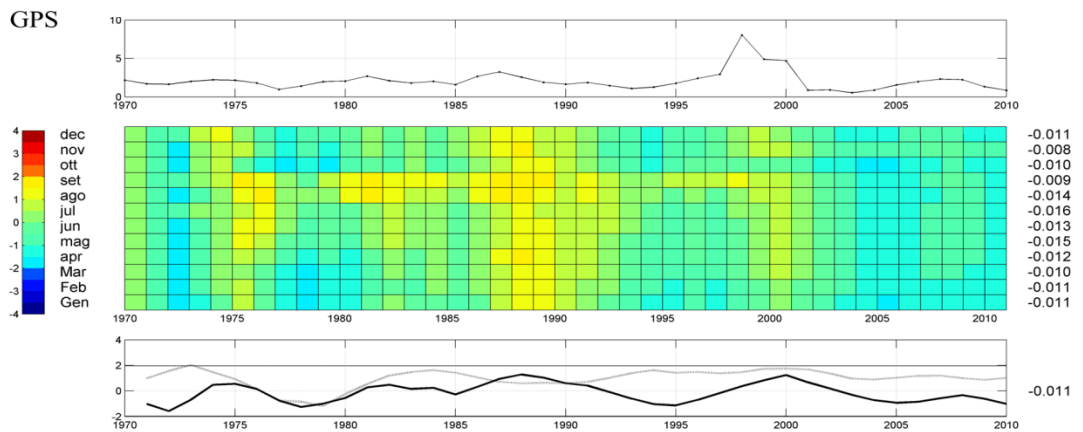 GPS
10
5
0
1970 1975 1980 1985 1990 1995 2000 2005 2010
4 dec -0.011
3 nov -0.008
ott -0.010
2 set -0.009
1 ago -0.014
0 jul -0.016
jun -0.013
-1 mag -0.015
apr -0.012
-2 Mar -0.010
-3 Feb -0.011
-4 Gen -0.011
1970 1975 1980 1985 1990 1995 2000 2005 2010
4
2
0 -0.011
-2
1970 1975 1980 1985 1990 1995 2000 2005 2010